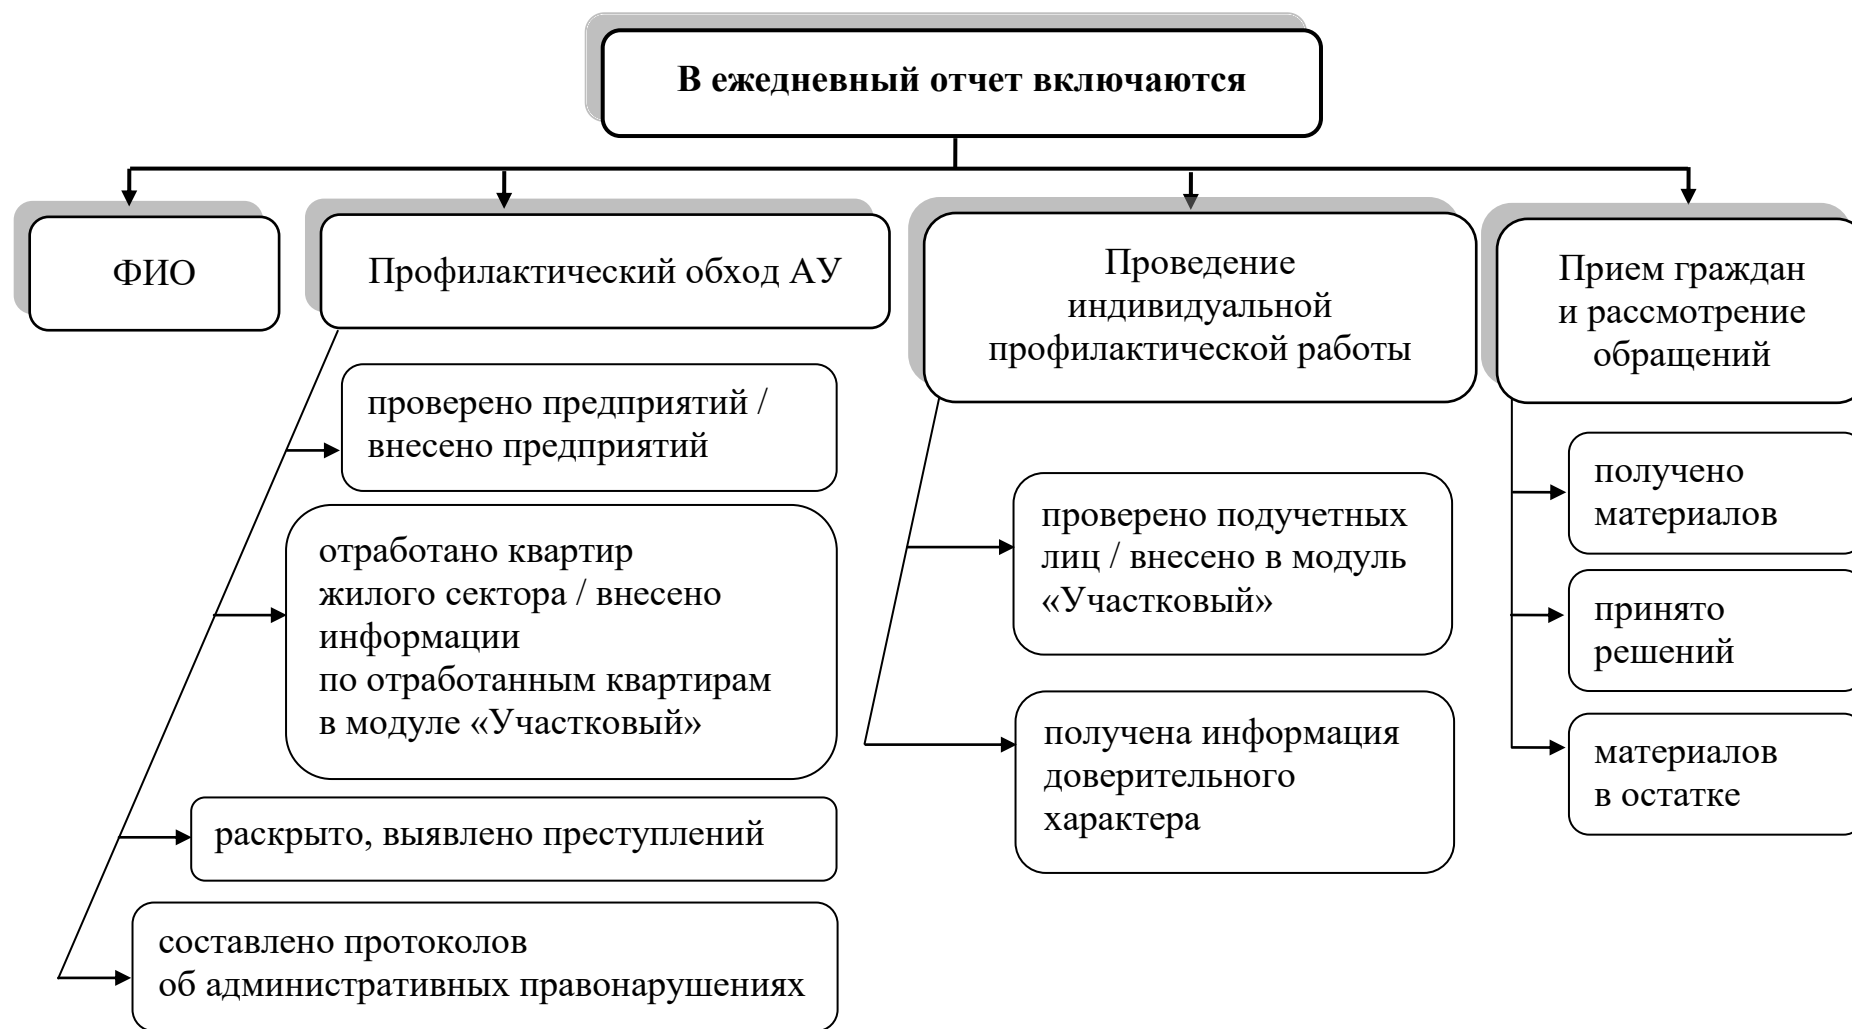 В ежедневный отчет включаются
ФИО
Профилактический обход АУ
проверено предприятий /
внесено предприятий
отработано квартир
жилого сектора / внесено
информации
по отработанным квартирам
в модуле «Участковый»
раскрыто, выявлено преступлений
составлено протоколов
об административных правонарушениях
Проведение
индивидуальной
профилактической работы
проверено подучетных
лиц / внесено в модуль
«Участковый»
получена информация
доверительного
характера
Прием граждан
и рассмотрение
обращений
получено
материалов
принято
решений
материалов
в остатке